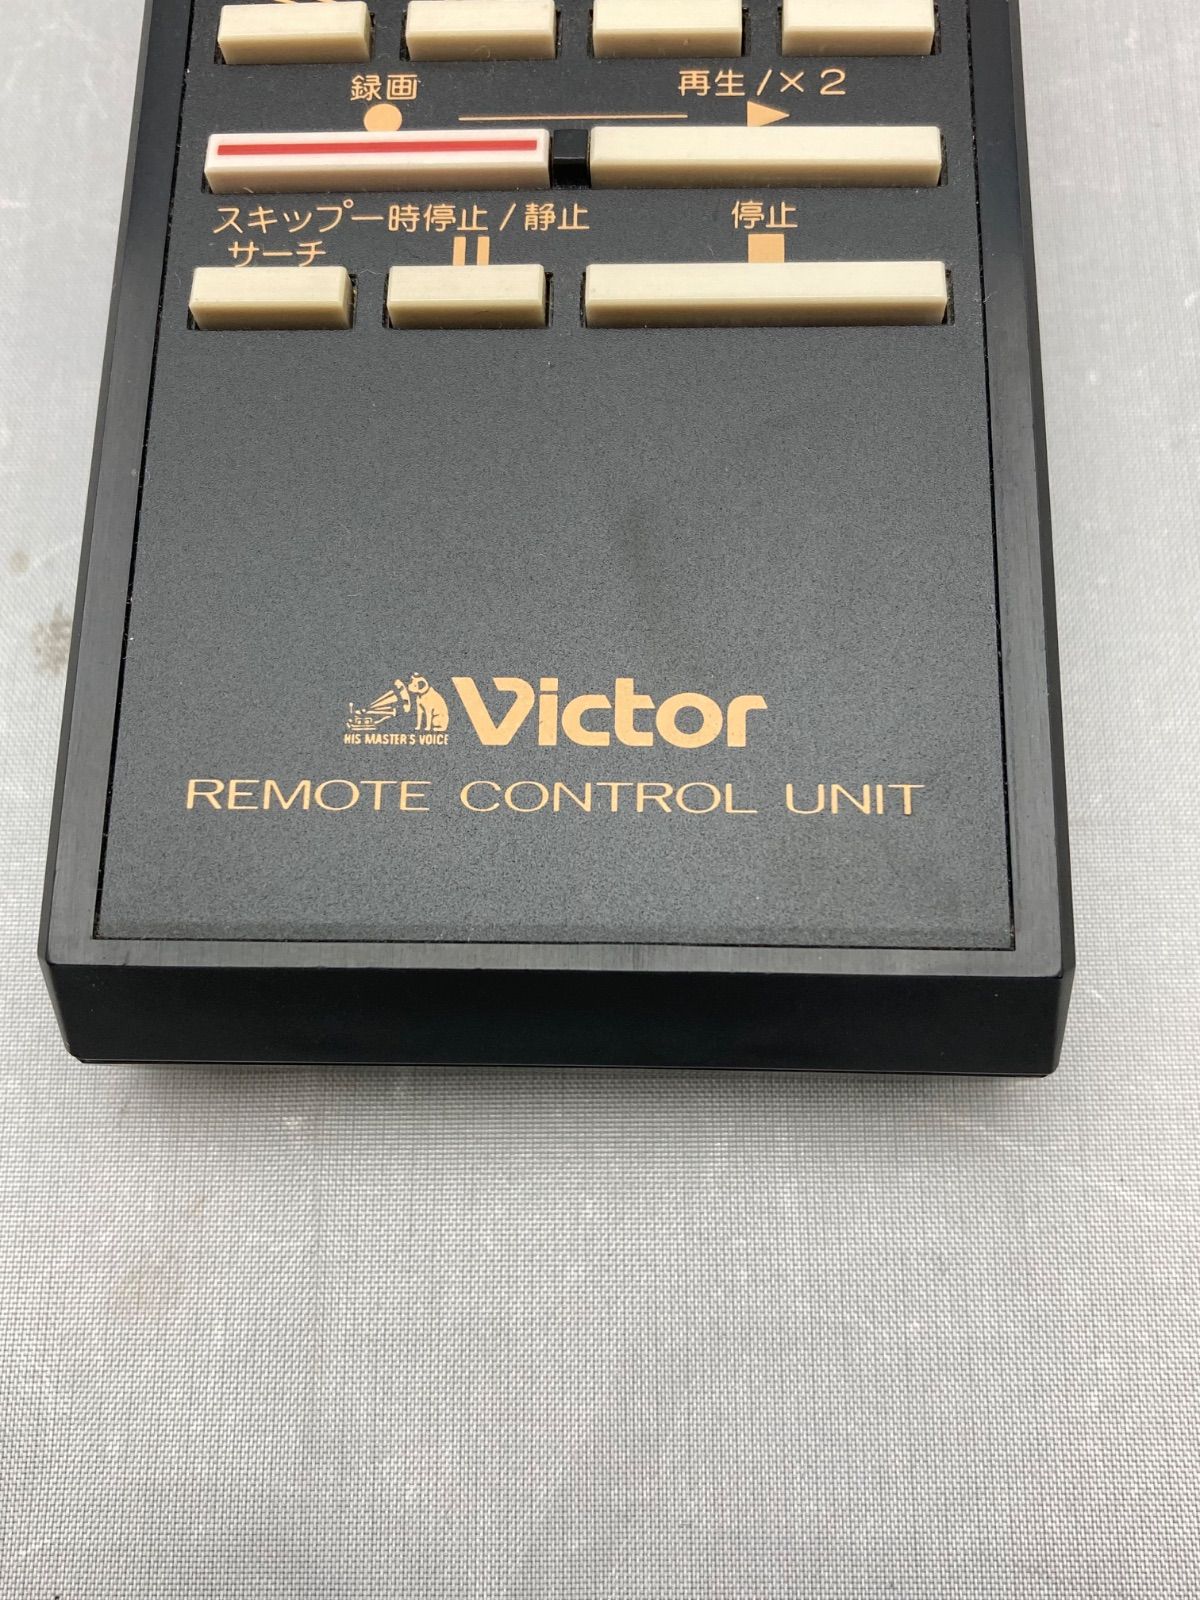 録画 再生/×2
スキップ 一時停止/静止 停止
サーチ
HIS MASTER'S VOICE Victor
REMOTE CONTROL UNIT